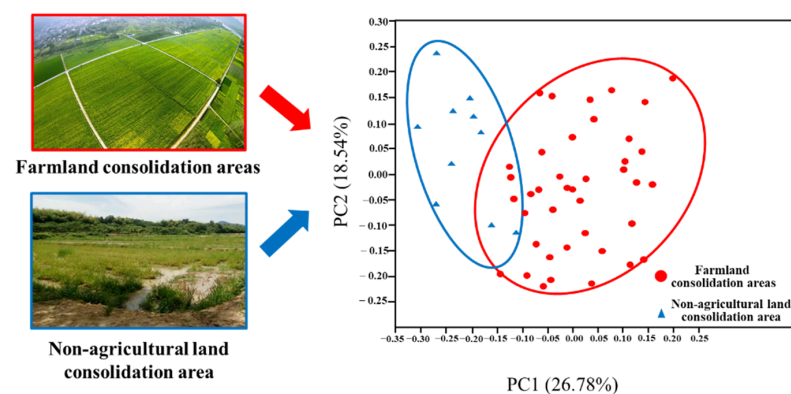 Farmland consolidation areas
Non-agricultural land
consolidation area
PC2 (18.54%)
0.30
0.25
0.20
0.15
0.10
0.05
0.00
−0.05
−0.10
−0.15
−0.20
−0.25
Farmland
consolidation areas
Non-agricultural land
consolidation area
−0.35 −0.30 −0.25 −0.20 −0.15 −0.10 −0.05 0.00 0.05 0.10 0.15 0.20 0.25
PC1 (26.78%)